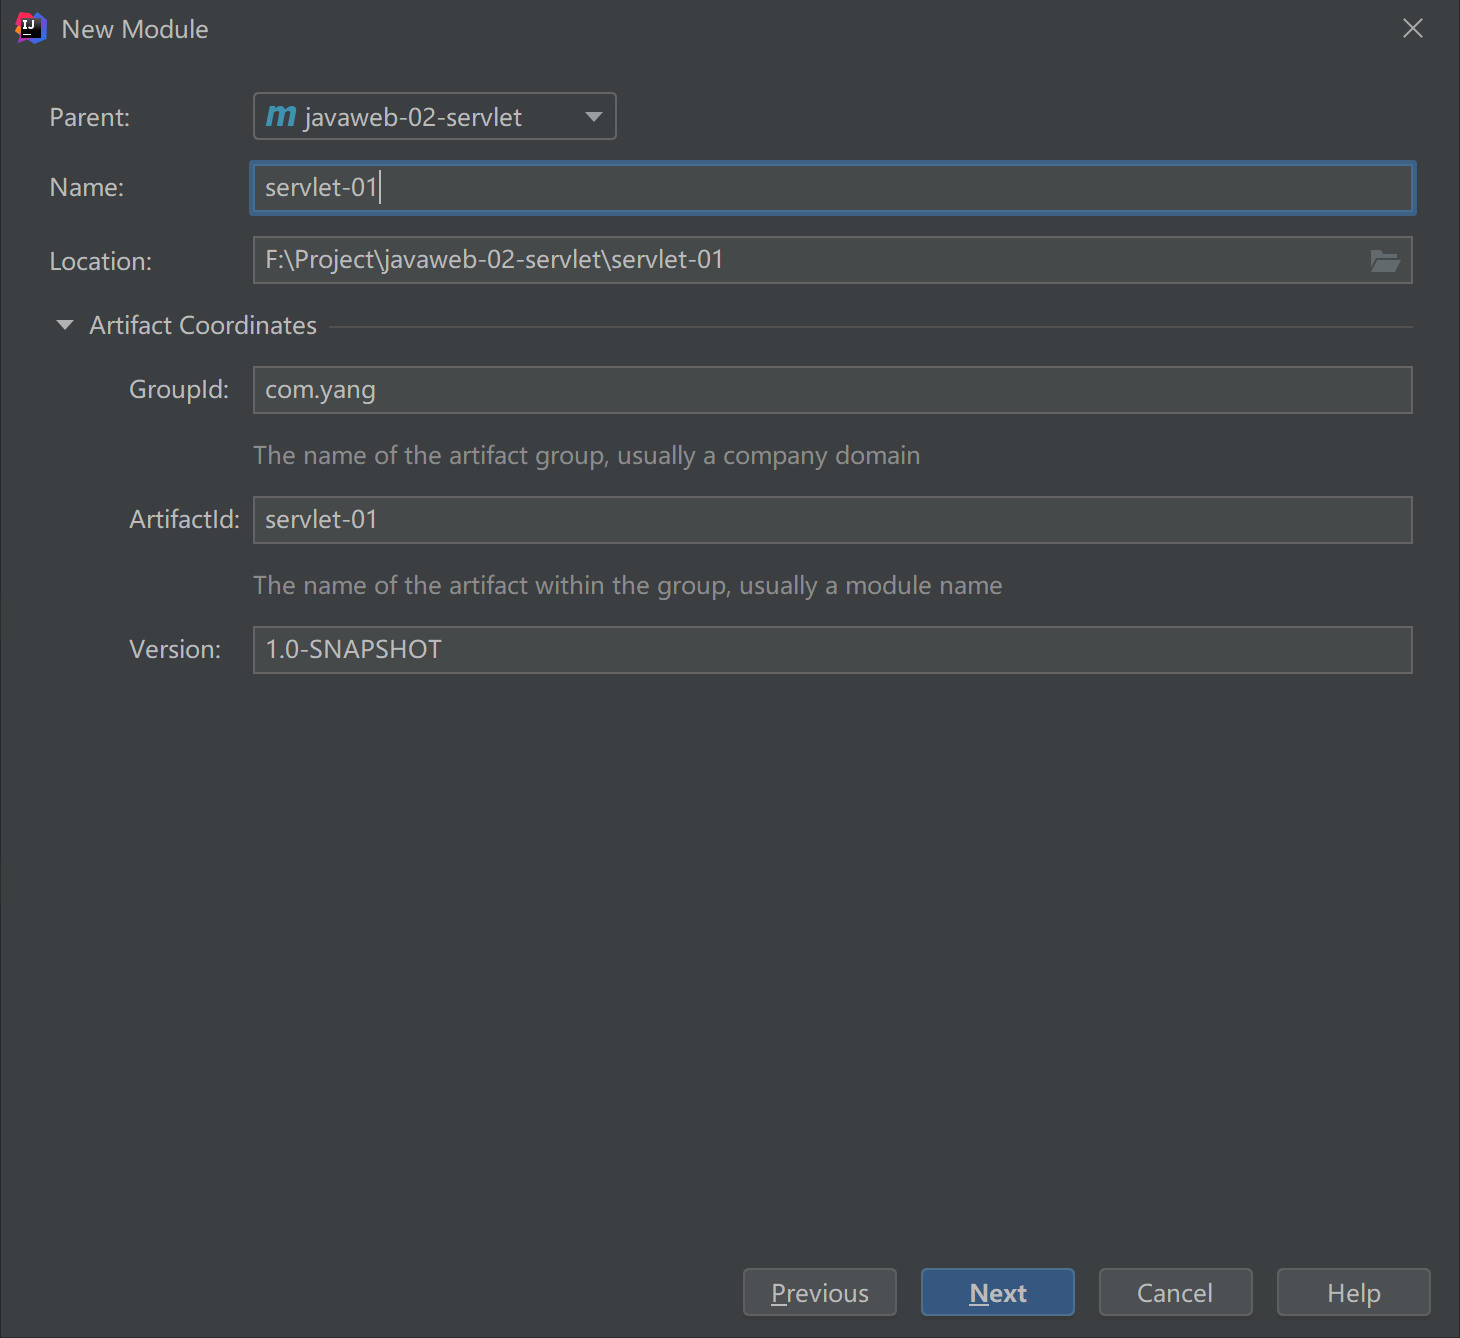 IJ
New Module
Parent: m javaweb-02-servlet
Name: servlet-01
Location: F:\Project\javaweb-02-servlet\servlet-01
Artifact Coordinates
GroupId: com.yang
The name of the artifact group, usually a company domain
ArtifactId: servlet-01
The name of the artifact within the group, usually a module name
Version: 1.0-SNAPSHOT
Previous Next Cancel Help